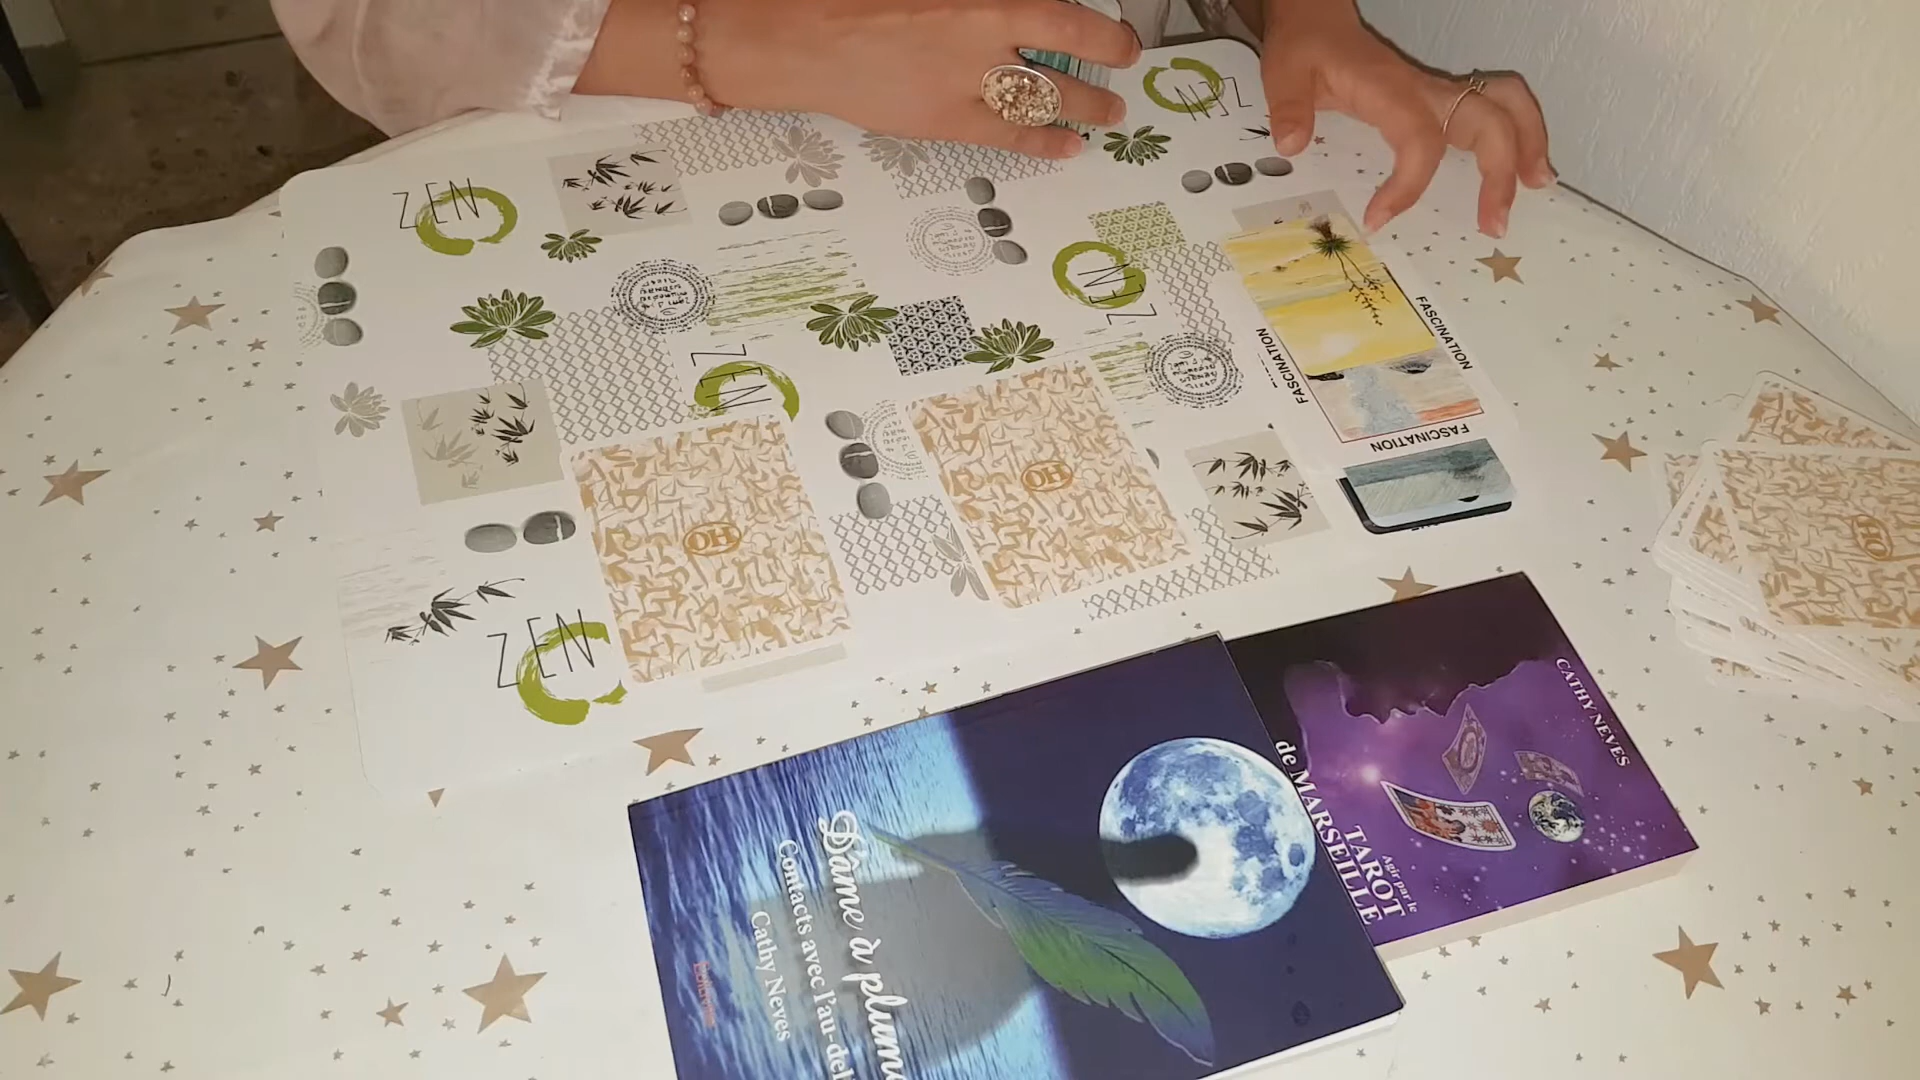 ZEN
ZEN
ZEN
ZEN
ZEN
OH
OH
OH
FASCINATION
FASCINATION
FASCINATION
D'âme à plume
Contacts avec l'au-del
Cathy Neves
CATHY NEVES
Agir par le
TAROT
de MARSEILLE